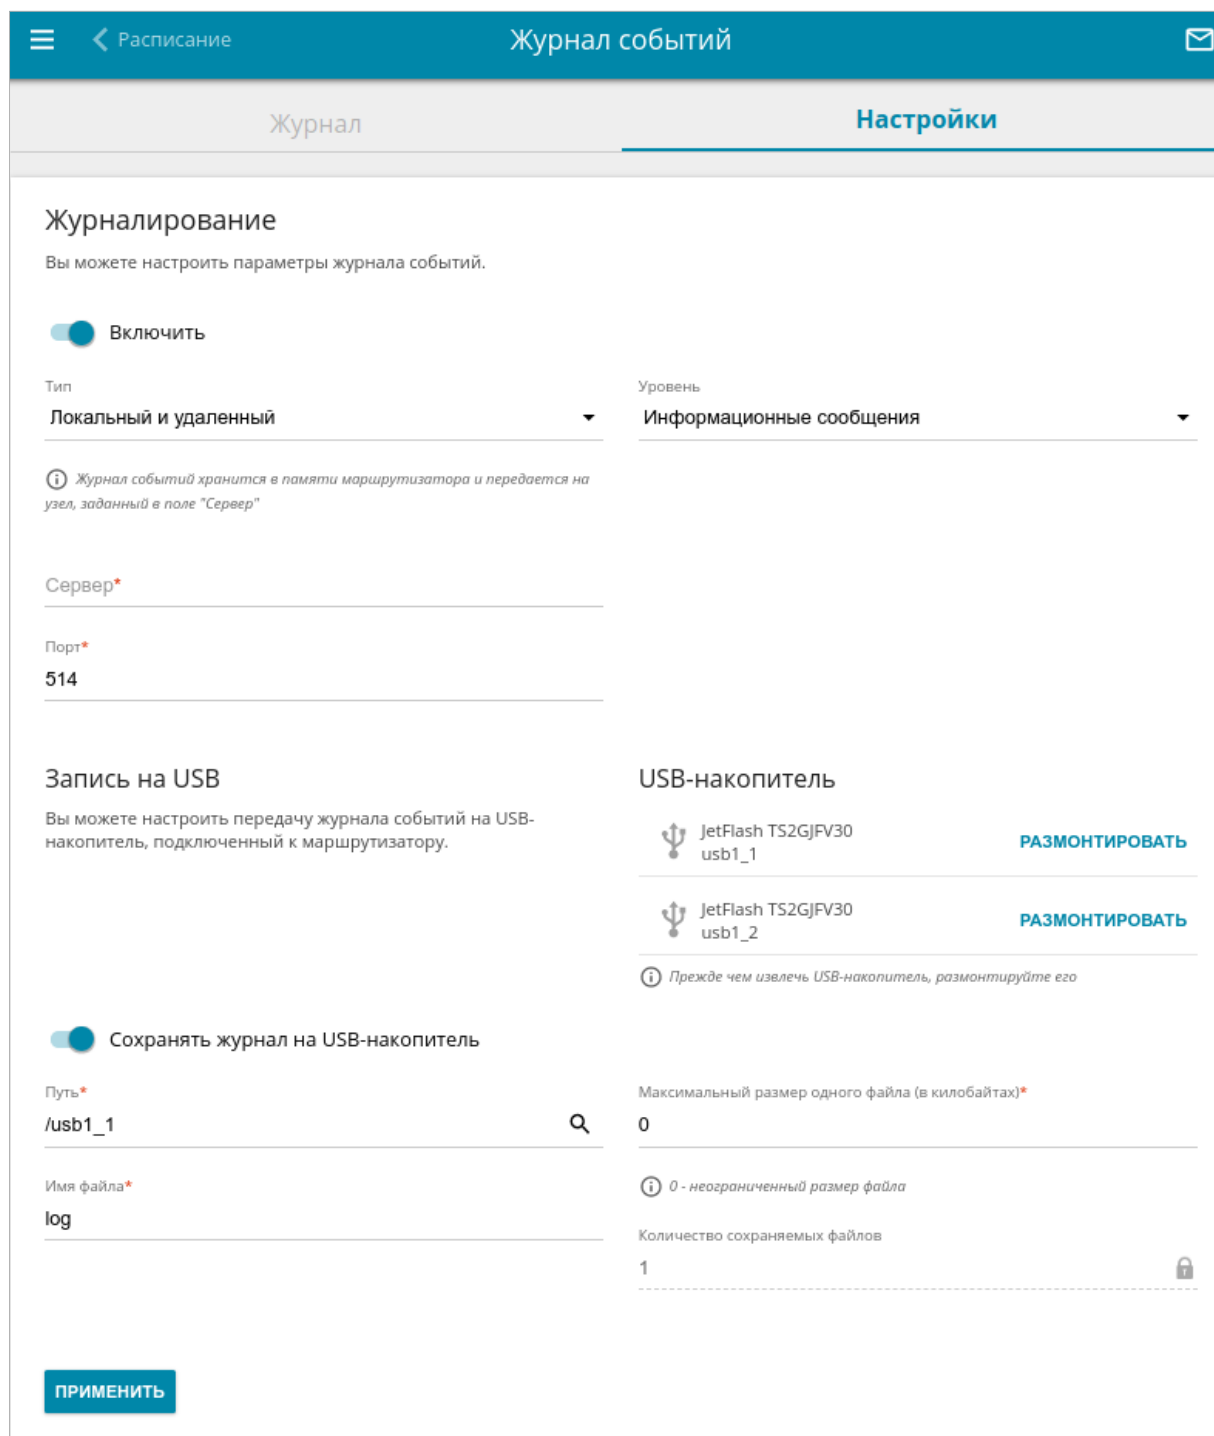 Расписание
Журнал событий
Журнал
Настройки
Журналирование
Вы можете настроить параметры журнала событий.
Включить
Тип
Локальный и удаленный
Уровень
Информационные сообщения
Журнал событий хранится в памяти маршрутизатора и передается на
узел, заданный в поле "Сервер"
Сервер*
Порт*
514
Запись на USB
Вы можете настроить передачу журнала событий на USB-
накопитель, подключенный к маршрутизатору.
USB-накопитель
JetFlash TS2GJFV30
usb1_1
РАЗМОНТИРОВАТЬ
JetFlash TS2GJFV30
usb1_2
РАЗМОНТИРОВАТЬ
Прежде чем извлечь USB-накопитель, размонтируйте его
Сохранять журнал на USB-накопитель
Путь*
/usb1_1
Максимальный размер одного файла (в килобайтах)*
0
Имя файла*
log
0 - неограниченный размер файла
Количество сохраняемых файлов
1
ПРИМЕНИТЬ